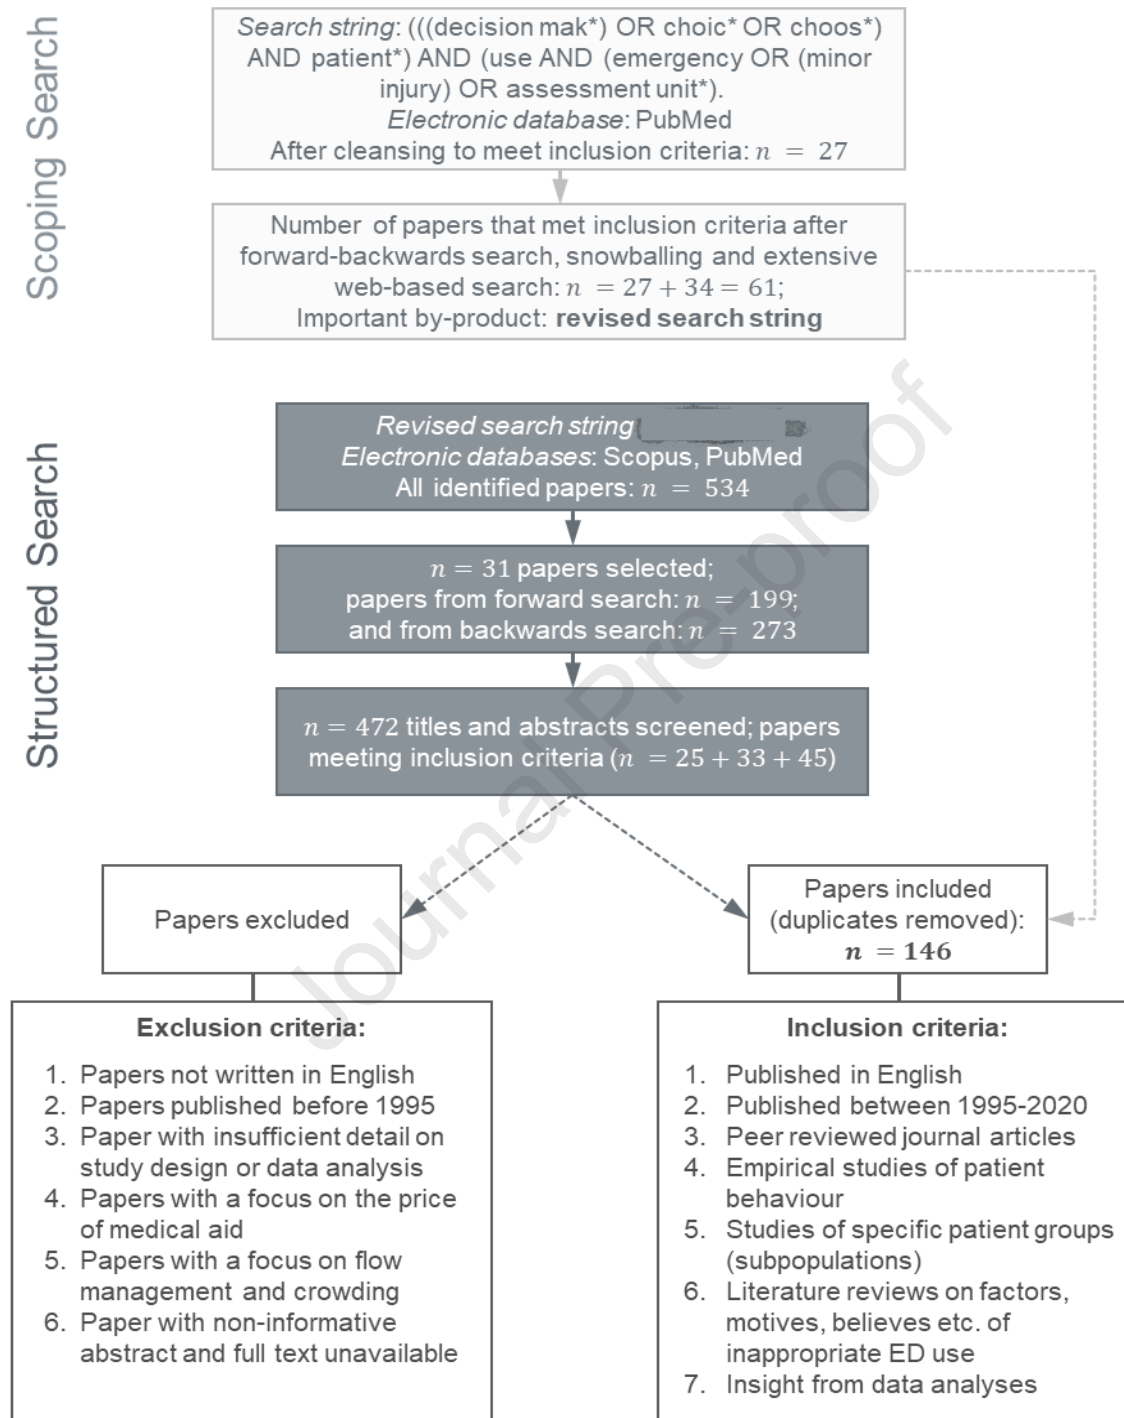 Scoping Search
Search string: (((decision mak*) OR choic* OR choos*)
AND patient*) AND (use AND (emergency OR (minor
injury) OR assessment unit*).
Electronic database: PubMed
After cleansing to meet inclusion criteria: n = 27
Number of papers that met inclusion criteria after
forward-backwards search, snowballing and extensive
web-based search: n = 27 + 34 = 61;
Important by-product: revised search string
Structured Search
Revised search string
Electronic databases: Scopus, PubMed
All identified papers: n = 534
n = 31 papers selected;
papers from forward search: n = 199;
and from backwards search: n = 273
n = 472 titles and abstracts screened; papers
meeting inclusion criteria (n = 25 + 33 + 45)
Papers excluded
Papers included
(duplicates removed):
n = 146
Exclusion criteria:
1. Papers not written in English
2. Papers published before 1995
3. Paper with insufficient detail on
study design or data analysis
4. Papers with a focus on the price
of medical aid
5. Papers with a focus on flow
management and crowding
6. Paper with non-informative
abstract and full text unavailable
Inclusion criteria:
1. Published in English
2. Published between 1995-2020
3. Peer reviewed journal articles
4. Empirical studies of patient
behaviour
5. Studies of specific patient groups
(subpopulations)
6. Literature reviews on factors,
motives, believes etc. of
inappropriate ED use
7. Insight from data analyses
Journal Pre-proof